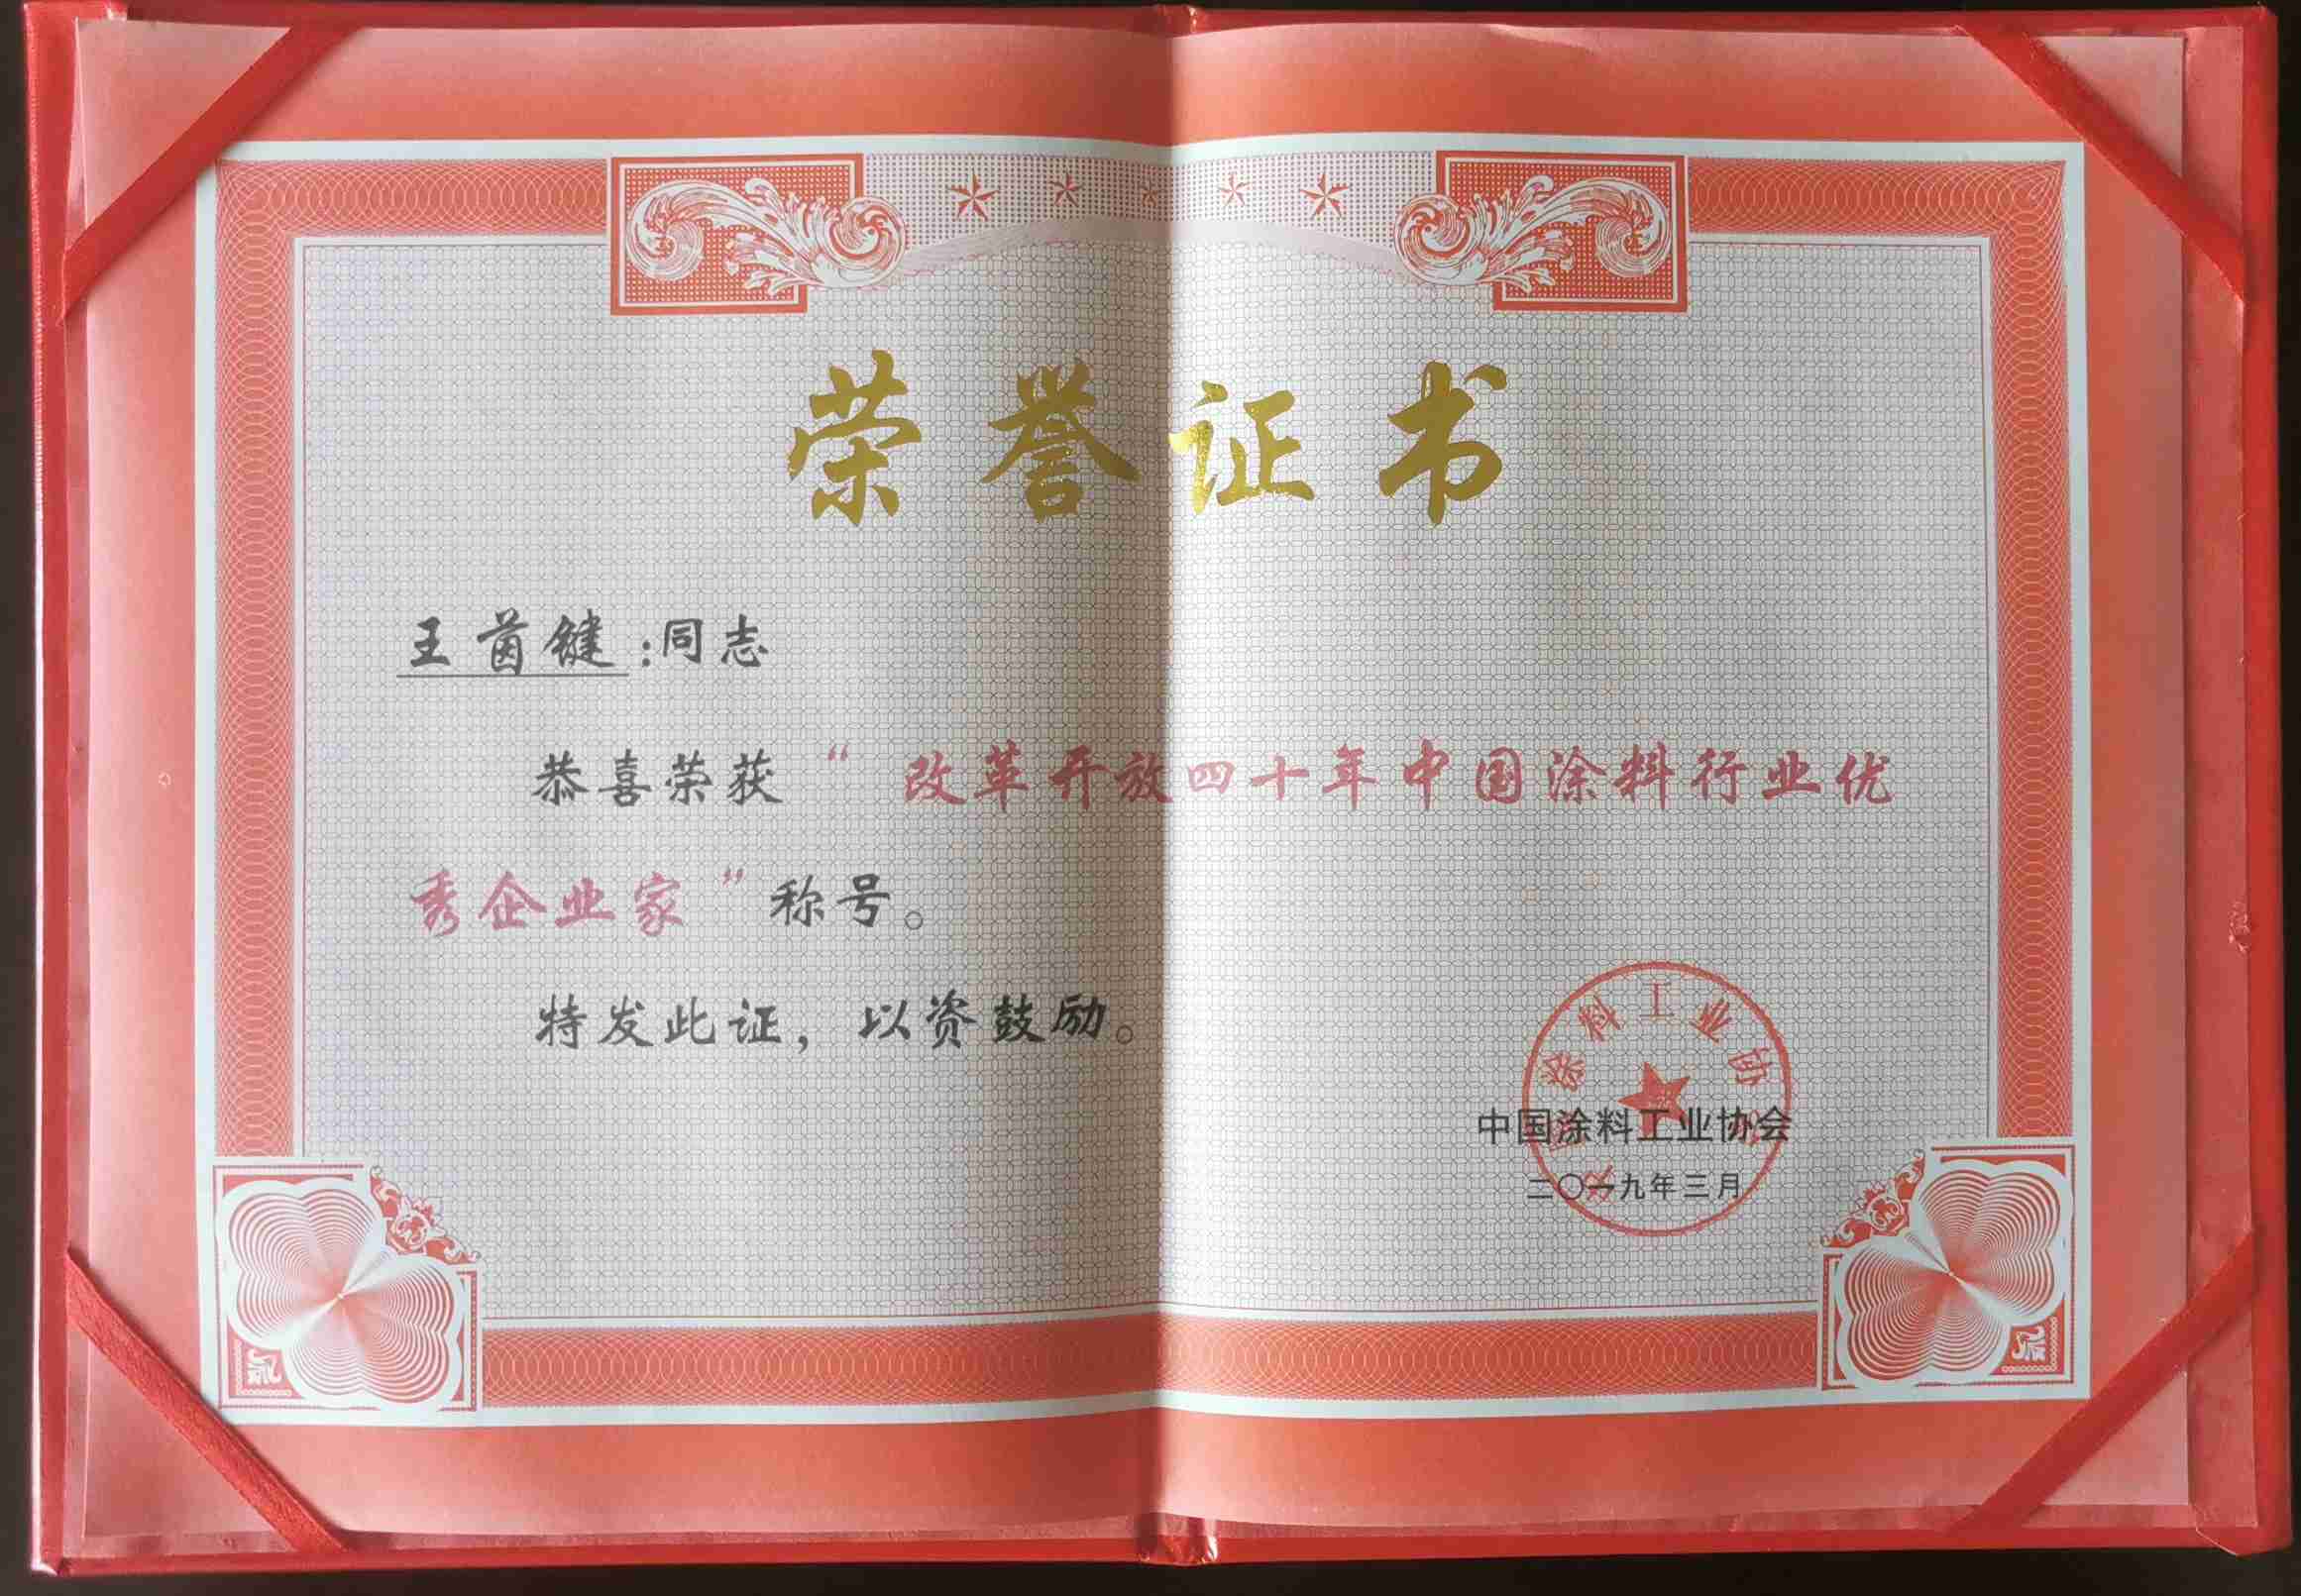 荣誉证书
王茵键:同志
恭喜荣获“改革开放四十年中国涂料行业优
秀企业家”称号。
特发此证，以资鼓励。
中国涂料工业协会
二〇一九年三月